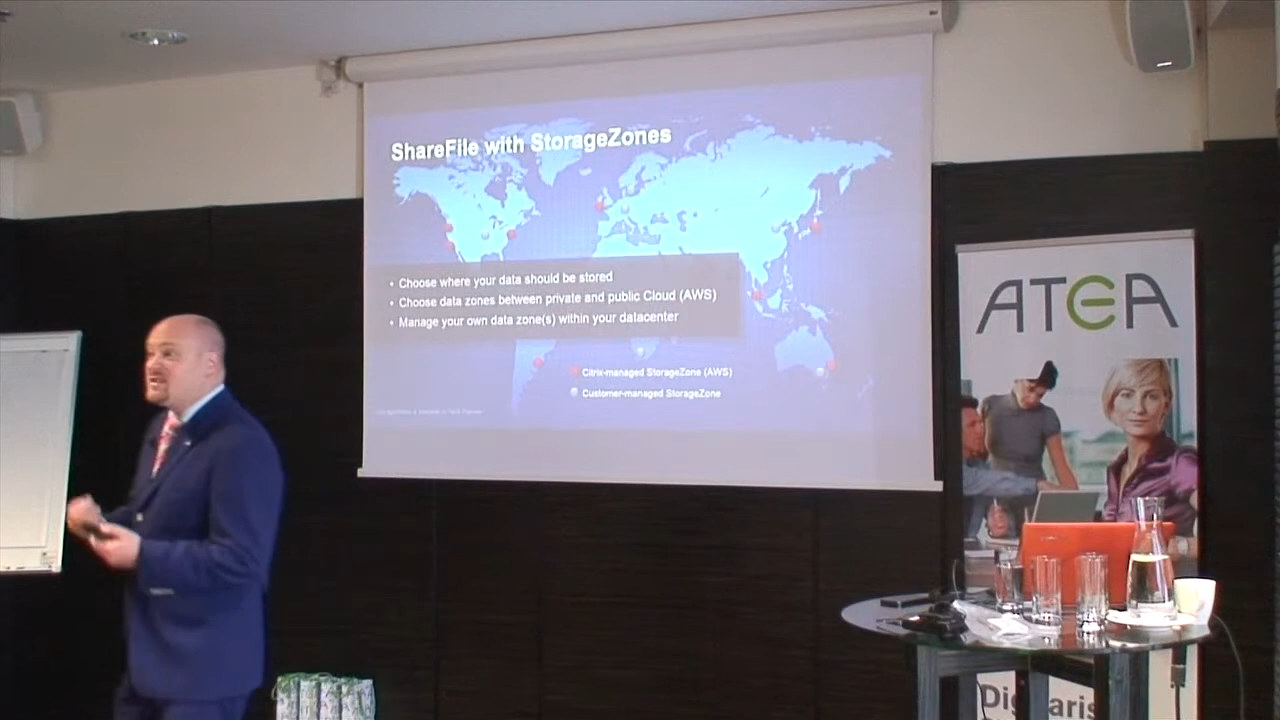 ShareFile with StorageZones
• Choose where your data should be stored
• Choose data zones between private and public Cloud (AWS)
• Manage your own data zone(s) within your datacenter
Citrix-managed StorageZone (AWS)
Customer-managed StorageZone
ATEA